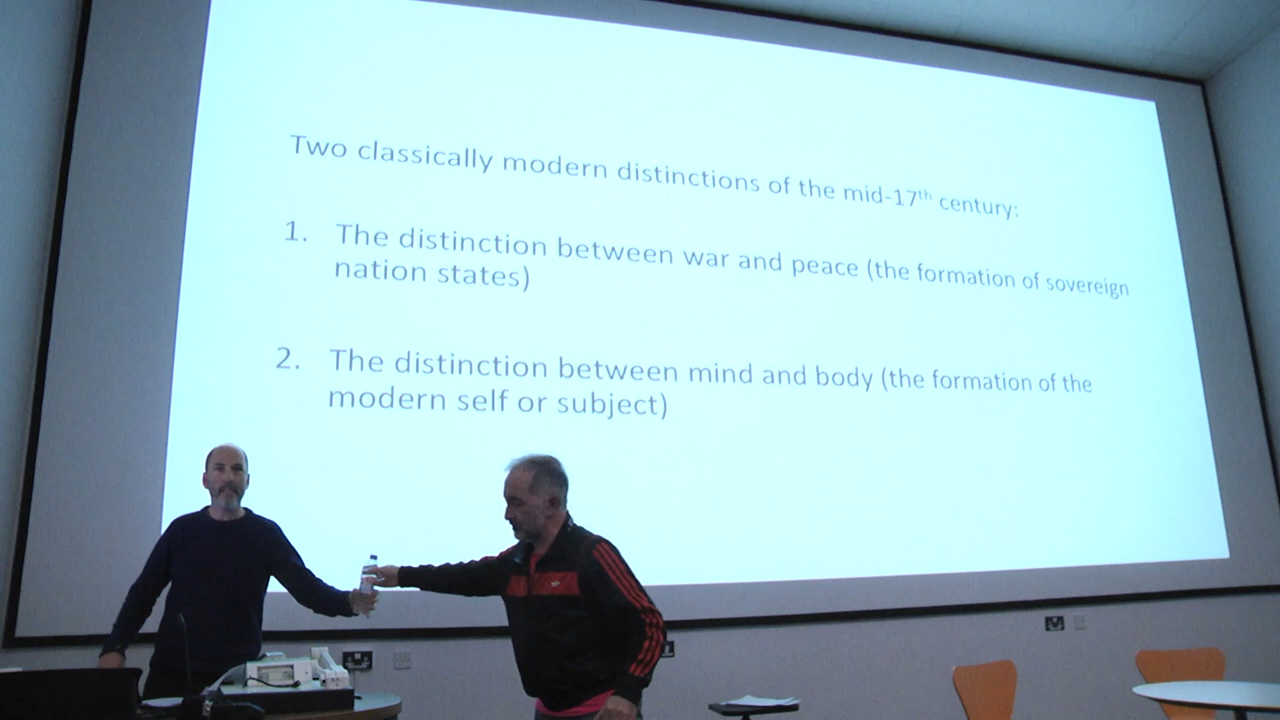 Two classically modern distinctions of the mid-17th century:
1. The distinction between war and peace (the formation of sovereign
nation states)
2. The distinction between mind and body (the formation of the
modern self or subject)